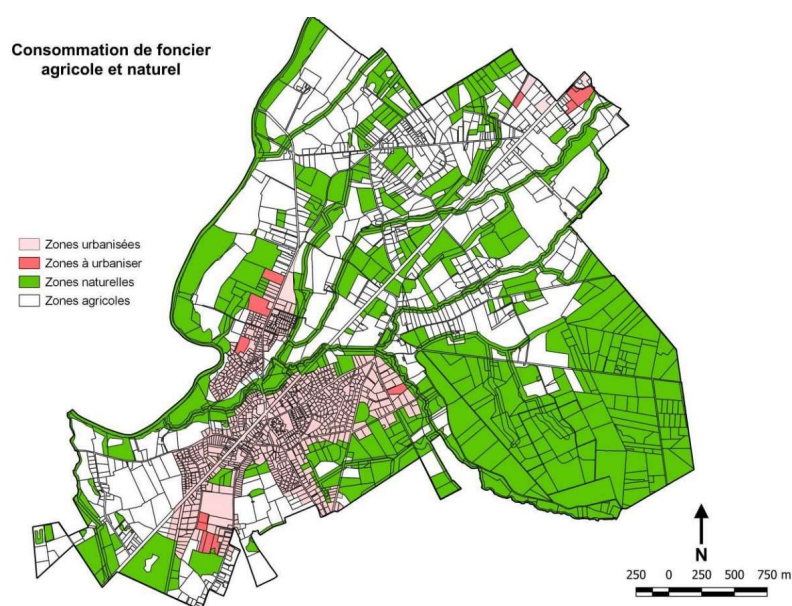 Consommation de foncier
agricole et naturel
Zones urbanisées
Zones à urbaniser
Zones naturelles
Zones agricoles
N
250 0 250 500 750 m